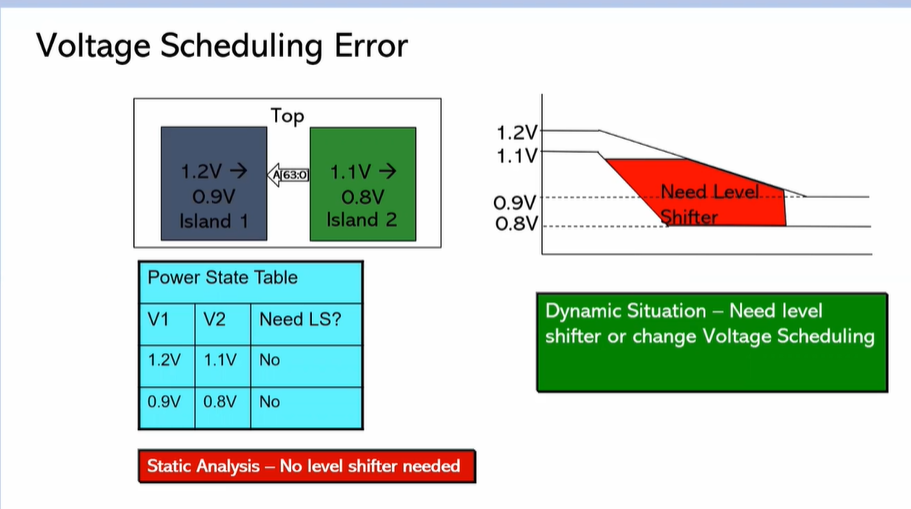 Voltage Scheduling Error
Top
1.2V →
0.9V
Island 1
A[63:0]
1.1V →
0.8V
Island 2
1.2V
1.1V
0.9V
0.8V
Need Level
Shifter
Power State Table
V1 V2 Need LS?
1.2V 1.1V No
0.9V 0.8V No
Dynamic Situation – Need level
shifter or change Voltage Scheduling
Static Analysis – No level shifter needed